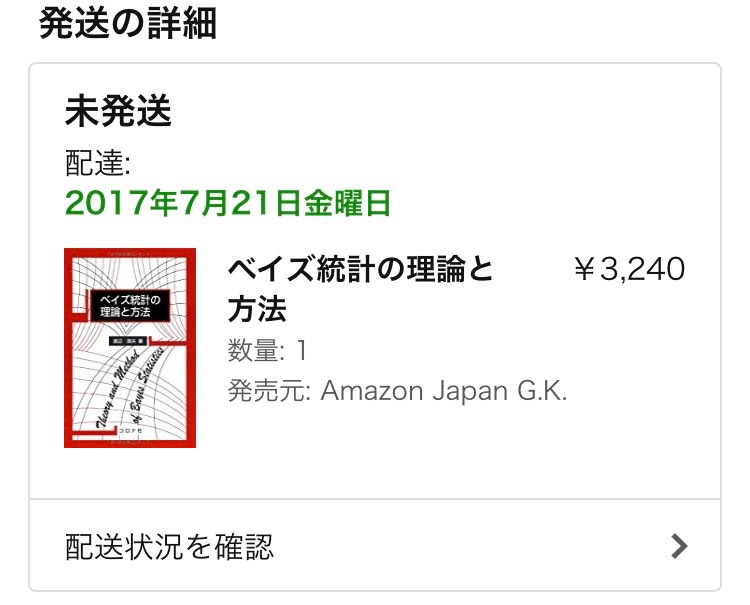 発送の詳細
未発送
配達:
2017年7月21日金曜日
ベイズ統計の
理論と方法
渡辺 澄夫 著
Theory and Method
of Bayes Statistics
コロナ社
ベイズ統計の理論と
方法
¥3,240
数量: 1
発売元: Amazon Japan G.K.
配送状況を確認